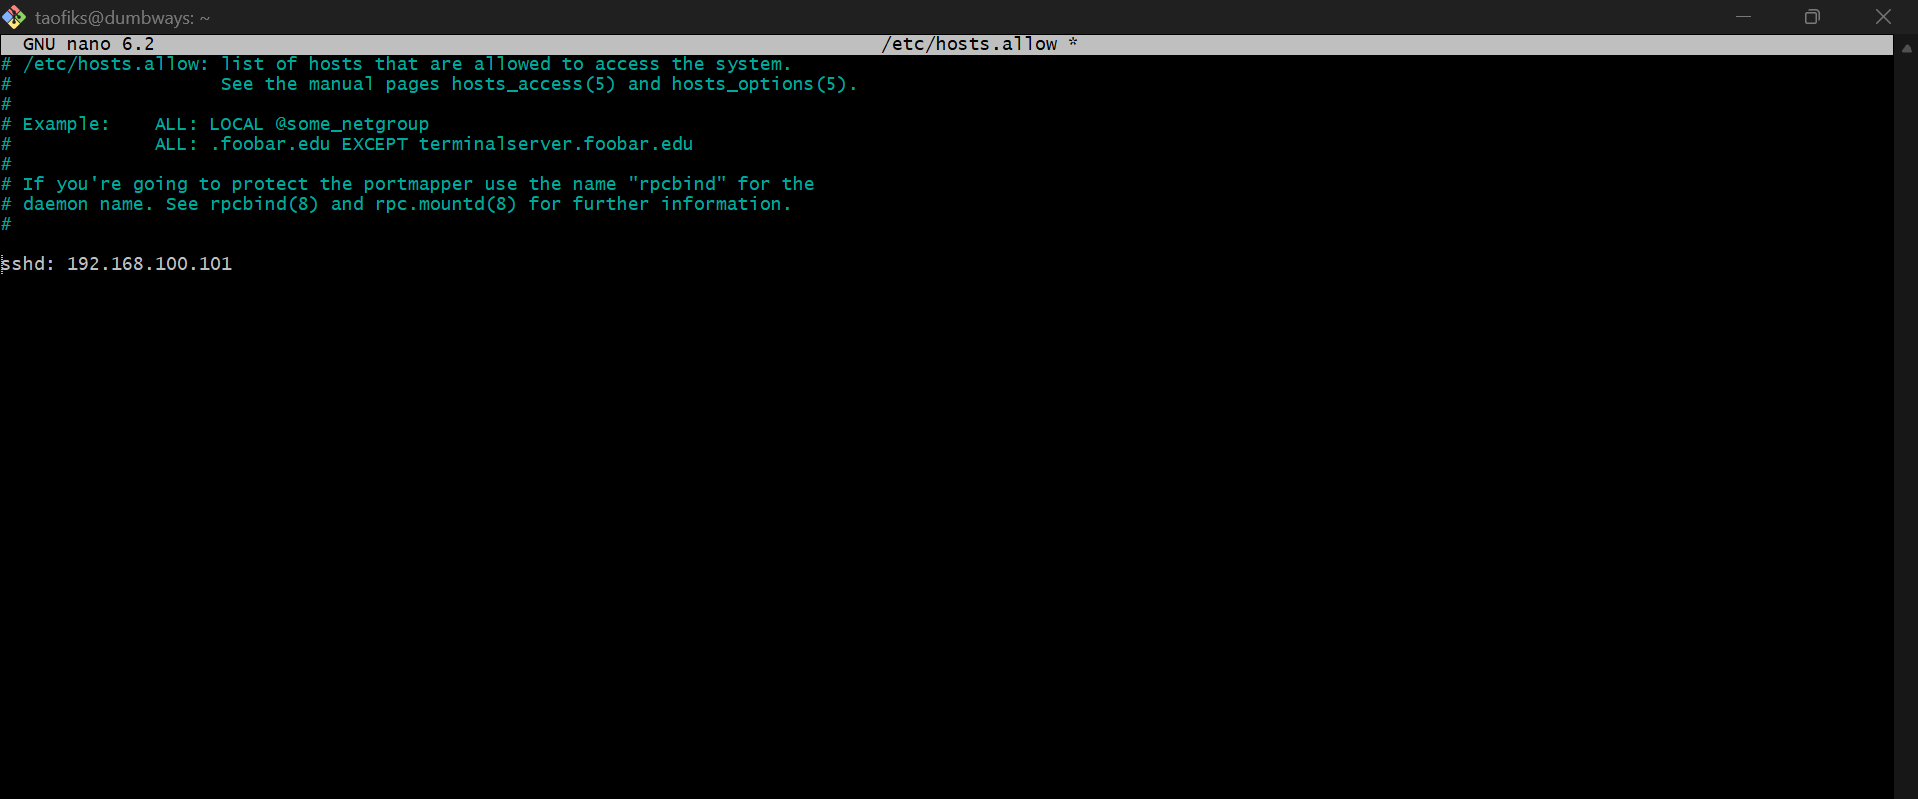 taofiks@dumbways: ~
GNU nano 6.2 /etc/hosts.allow *
# /etc/hosts.allow: list of hosts that are allowed to access the system.
# See the manual pages hosts_access(5) and hosts_options(5).
#
# Example: ALL: LOCAL @some_netgroup
# ALL: .foobar.edu EXCEPT terminalserver.foobar.edu
#
# If you're going to protect the portmapper use the name "rpcbind" for the
# daemon name. See rpcbind(8) and rpc.mountd(8) for further information.
#
sshd: 192.168.100.101